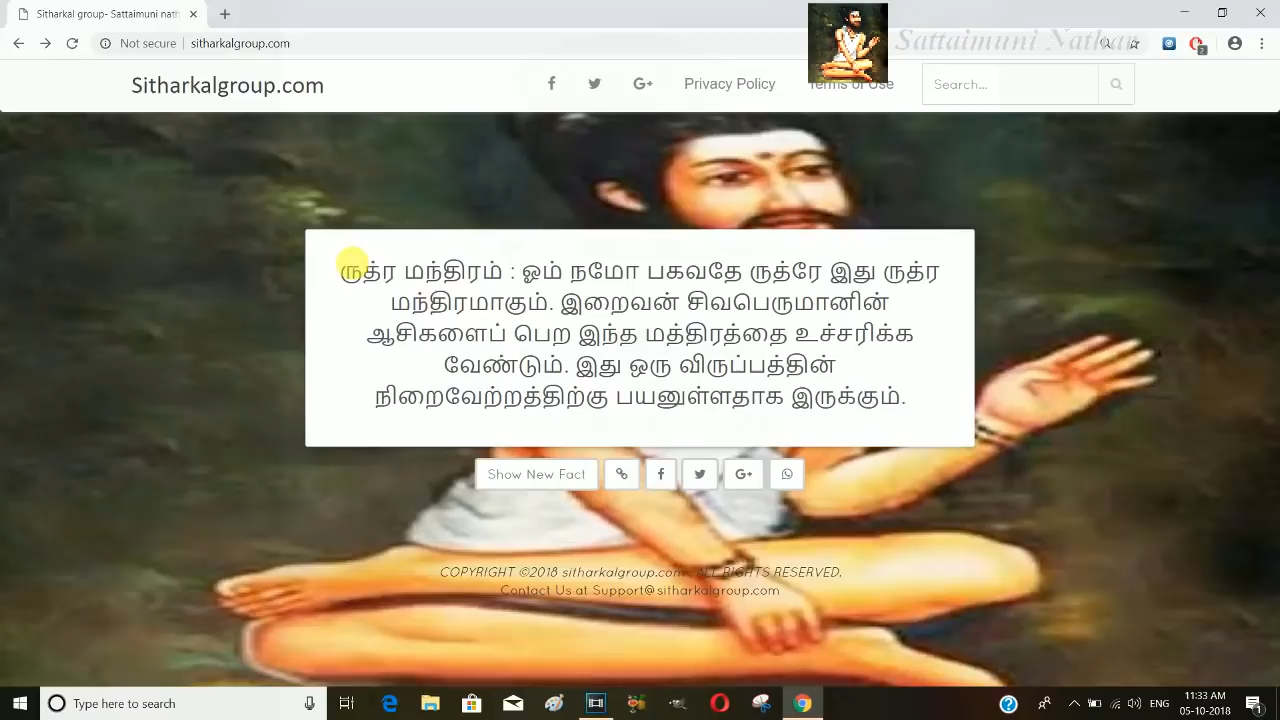 Sitharkal group- Sattaimuni nath
Not sec
sitharkalgroup.com
Sattaimuni Nathan
Sitharkalgroup.com
Privacy Policy
Terms of Use
Search...
ருத்ர மந்திரம் : ஓம் நமோ பகவதே ருத்ரே இது ருத்ர
மந்திரமாகும். இறைவன் சிவபெருமானின்
ஆசிகளைப் பெற இந்த மத்திரத்தை உச்சரிக்க
வேண்டும். இது ஒரு விருப்பத்தின்
நிறைவேற்றத்திற்கு பயனுள்ளதாக இருக்கும்.
Show New Fact
COPYRIGHT ©2018 sitharkalgroup.com . ALL RIGHTS RESERVED.
Contact Us at Support@sitharkalgroup.com
Type here to search
ENG
11:33 AM
05-10-2018